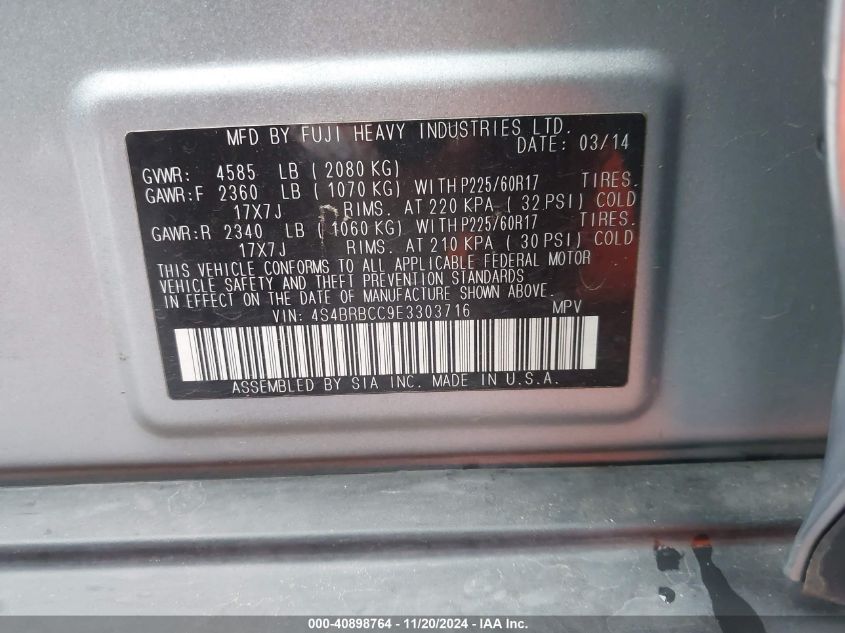 MFD BY FUJI HEAVY INDUSTRIES LTD.
DATE: 03/14
GVWR: 4585 LB ( 2080 KG)
GAWR:F 2360 LB ( 1070 KG) WITH P225/60R17 TIRES.
17X7J RIMS. AT 220 KPA ( 32 PSI) COLD
GAWR:R 2340 LB ( 1060 KG) WITH P225/60R17 TIRES.
17X7J RIMS. AT 210 KPA ( 30 PSI) COLD
THIS VEHICLE CONFORMS TO ALL APPLICABLE FEDERAL MOTOR
VEHICLE SAFETY AND THEFT PREVENTION STANDARDS
IN EFFECT ON THE DATE OF MANUFACTURE SHOWN ABOVE.
VIN: 4S4BRBCC9E3303716 MPV
ASSEMBLED BY SIA INC. MADE IN U.S.A.
000-40898764 - 11/20/2024 - IAA Inc.